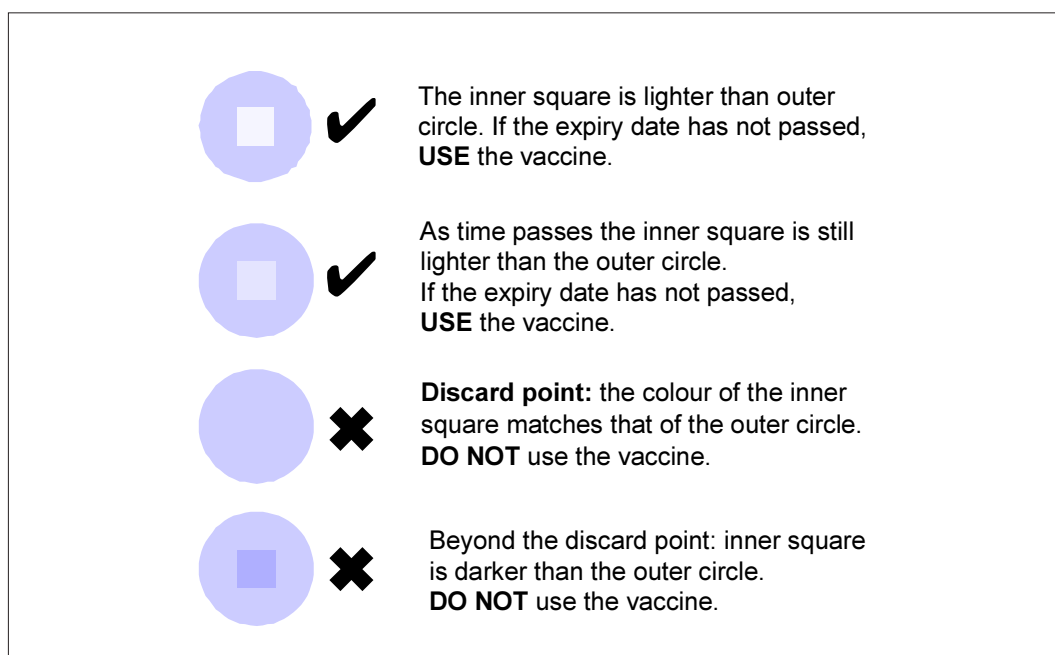 The inner square is lighter than outer
circle. If the expiry date has not passed,
USE the vaccine.
As time passes the inner square is still
lighter than the outer circle.
If the expiry date has not passed,
USE the vaccine.
Discard point: the colour of the inner
square matches that of the outer circle.
DO NOT use the vaccine.
Beyond the discard point: inner square
is darker than the outer circle.
DO NOT use the vaccine.